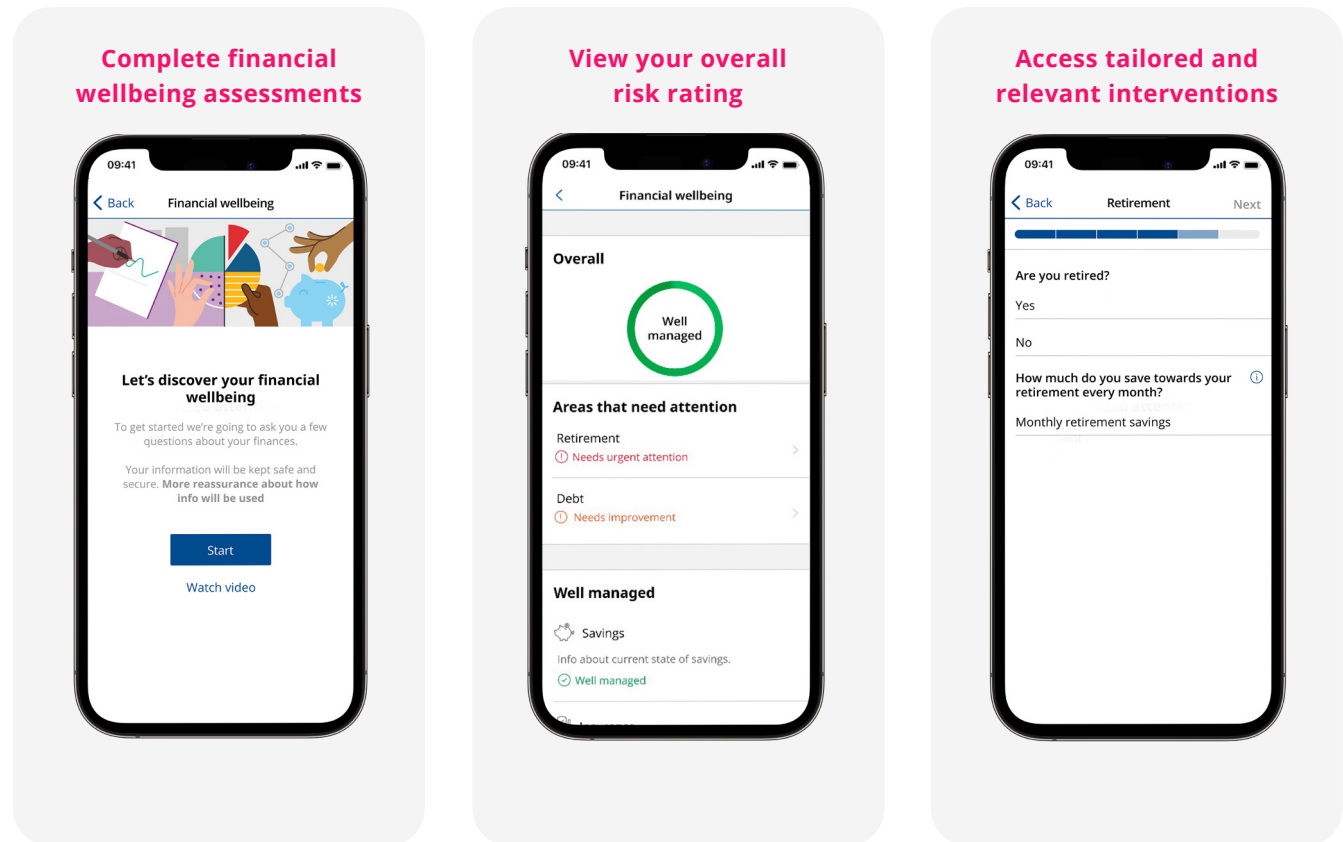 Complete financial
wellbeing assessments
09:41
Back
Financial wellbeing
Let's discover your financial
wellbeing
To get started we're going to ask you a few
questions about your finances.
Your information will be kept safe and
secure. More reassurance about how
info will be used
Start
Watch video
View your overall
risk rating
09:41
Financial wellbeing
Overall
Well
managed
Areas that need attention
Retirement
Needs urgent attention
Debt
Needs improvement
Well managed
Savings
Info about current state of savings.
Well managed
Access tailored and
relevant interventions
09:41
Back
Retirement
Next
Are you retired?
Yes
No
How much do you save towards your
retirement every month?
Monthly retirement savings